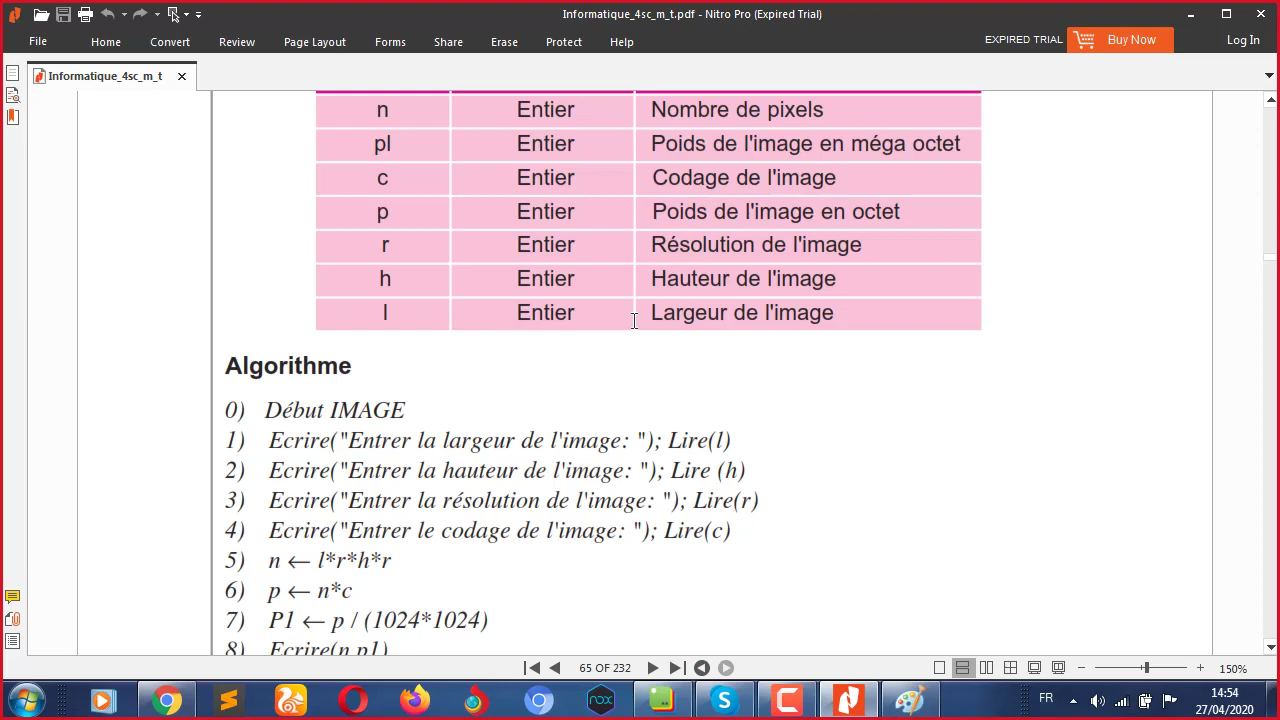 Informatique_4sc_m_t.pdf - Nitro Pro (Expired Trial)
File Home Convert Review Page Layout Forms Share Erase Protect Help EXPIRED TRIAL Buy Now Log In
Informatique_4sc_m_t
n Entier Nombre de pixels
pl Entier Poids de l'image en méga octet
c Entier Codage de l'image
p Entier Poids de l'image en octet
r Entier Résolution de l'image
h Entier Hauteur de l'image
l Entier Largeur de l'image
Algorithme
0) Début IMAGE
1) Ecrire("Entrer la largeur de l'image: "); Lire(l)
2) Ecrire("Entrer la hauteur de l'image: "); Lire (h)
3) Ecrire("Entrer la résolution de l'image: "); Lire(r)
4) Ecrire("Entrer le codage de l'image: "); Lire(c)
5) n ← l*r*h*r
6) p ← n*c
7) P1 ← p / (1024*1024)
8) Ecrire(n,p1)
65 OF 232 150%
nox
FR 14:54
27/04/2020